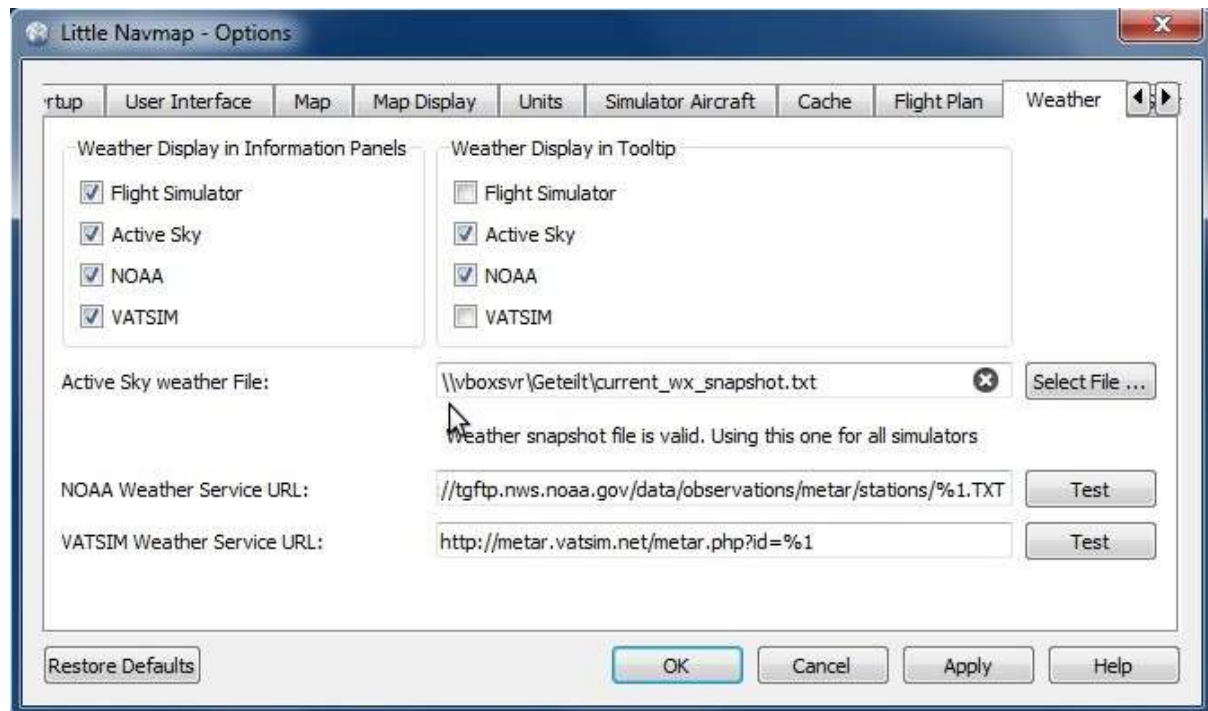 Little Navmap - Options
rtup User Interface Map Map Display Units Simulator Aircraft Cache Flight Plan Weather
Weather Display in Information Panels Weather Display in Tooltip
Flight Simulator Flight Simulator
Active Sky Active Sky
NOAA NOAA
VATSIM VATSIM
Active Sky weather File: \\vboxsvr\Geteilt\current_wx_snapshot.txt Select File ...
Weather snapshot file is valid. Using this one for all simulators
NOAA Weather Service URL: //tgftp.nws.noaa.gov/data/observations/metar/stations/%1.TXT Test
VATSIM Weather Service URL: http://metar.vatsim.net/metar.php?id=%1 Test
Restore Defaults OK Cancel Apply Help